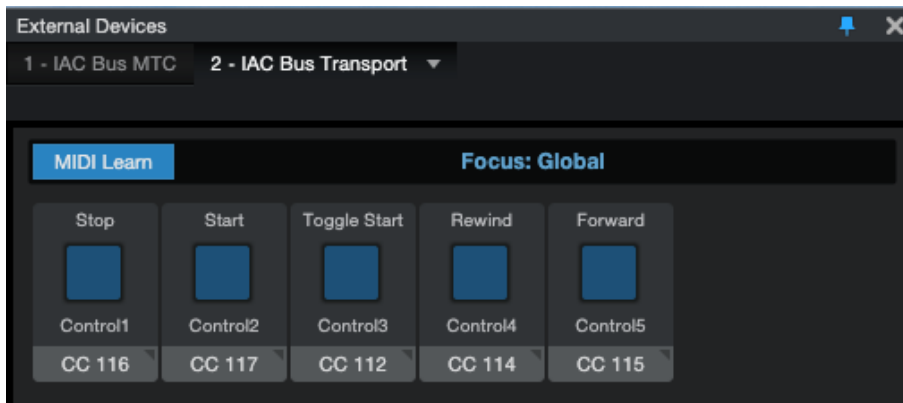 External Devices
1 - IAC Bus MTC 2 - IAC Bus Transport
MIDI Learn Focus: Global
Stop Start Toggle Start Rewind Forward
Control1 Control2 Control3 Control4 Control5
CC 116 CC 117 CC 112 CC 114 CC 115